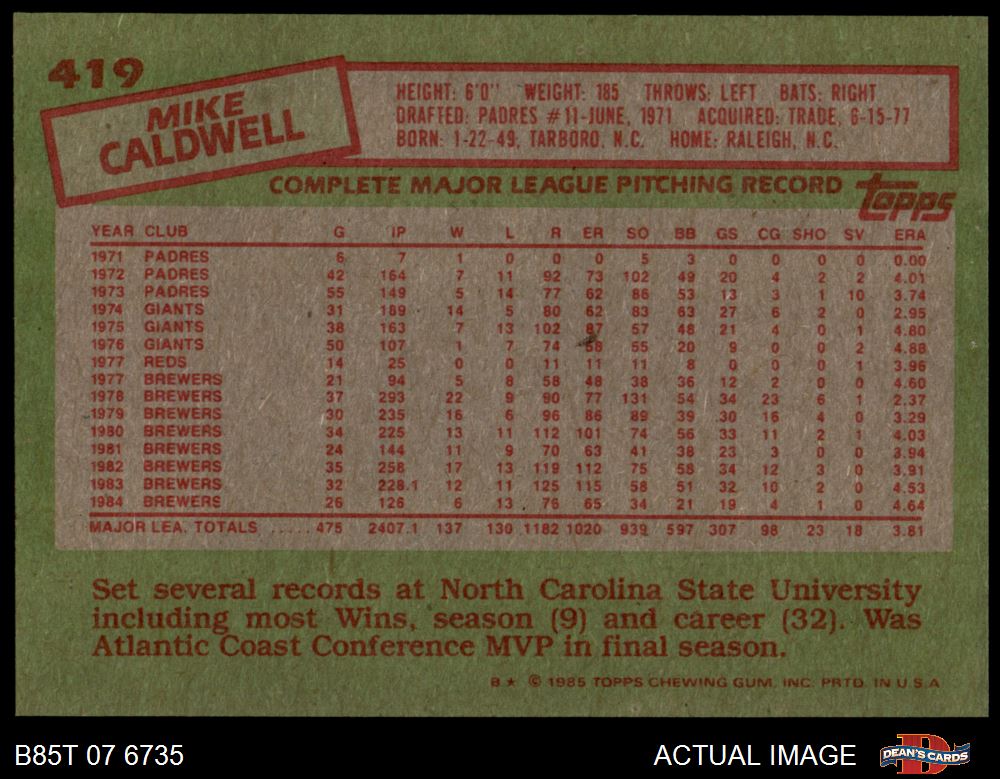 419
MIKE
CALDWELL
HEIGHT: 6'0" WEIGHT: 185 THROWS: LEFT BATS: RIGHT
DRAFTED: PADRES #11-JUNE, 1971 ACQUIRED: TRADE, 6-15-77
BORN: 1-22-49, TARBORO, N.C. HOME: RALEIGH, N.C.
COMPLETE MAJOR LEAGUE PITCHING RECORD topps
YEAR CLUB G IP W L R ER SO BB GS CG SHO SV ERA
1971 PADRES 6 7 1 0 0 0 5 3 0 0 0 0 0.00
1972 PADRES 42 164 7 11 92 73 102 49 20 4 2 2 4.01
1973 PADRES 55 149 5 14 77 62 86 53 13 3 1 10 3.74
1974 GIANTS 31 189 14 5 80 62 83 63 27 6 2 0 2.95
1975 GIANTS 38 163 7 13 102 87 57 48 21 4 0 1 4.80
1976 GIANTS 50 107 1 7 74 58 55 20 9 0 0 2 4.88
1977 REDS 14 25 0 0 11 11 11 8 0 0 0 1 3.96
1977 BREWERS 21 94 5 8 58 48 38 36 12 2 0 0 4.60
1978 BREWERS 37 293 22 9 90 77 131 54 34 23 6 1 2.37
1979 BREWERS 30 235 16 6 96 86 89 39 30 16 4 0 3.29
1980 BREWERS 34 225 13 11 112 101 74 56 33 11 2 1 4.03
1981 BREWERS 24 144 11 9 70 63 41 38 23 3 0 0 3.94
1982 BREWERS 35 258 17 13 119 112 75 58 34 12 3 0 3.91
1983 BREWERS 32 228.1 12 11 125 115 58 51 32 10 2 0 4.53
1984 BREWERS 26 126 6 13 76 65 34 21 19 4 1 0 4.64
MAJOR LEA. TOTALS ..... 475 2407.1 137 130 1182 1020 939 597 307 98 23 18 3.81
Set several records at North Carolina State University
including most Wins, season (9) and career (32). Was
Atlantic Coast Conference MVP in final season.
B★ © 1985 TOPPS CHEWING GUM, INC. PRTD. IN U.S.A
B85T 07 6735 ACTUAL IMAGE DEAN'S CARDS